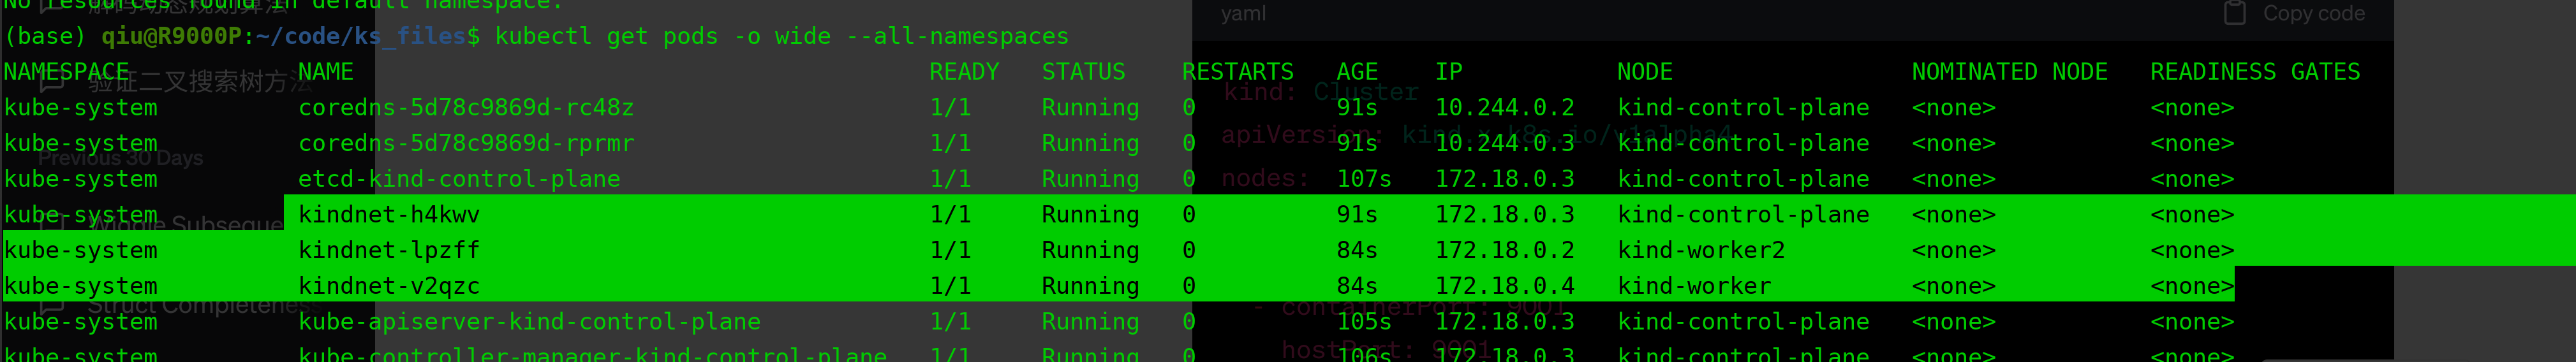 No resources found in default namespace.
yaml
Copy code
(base) qiu@R9000P:~/code/ks_files$ kubectl get pods -o wide --all-namespaces
NAMESPACE NAME READY STATUS RESTARTS AGE IP NODE NOMINATED NODE READINESS GATES
验证二叉搜索树方法
kind: Cluster
kube-system coredns-5d78c9869d-rc48z 1/1 Running 0 91s 10.244.0.2 kind-control-plane <none> <none>
apiVersion: kind.x-k8s.io/v1alpha4
kube-system coredns-5d78c9869d-rprmr 1/1 Running 0 91s 10.244.0.3 kind-control-plane <none> <none>
Previous 30 Days
nodes:
kube-system etcd-kind-control-plane 1/1 Running 0 107s 172.18.0.3 kind-control-plane <none> <none>
kube-system kindnet-h4kwv 1/1 Running 0 91s 172.18.0.3 kind-control-plane <none> <none>
Wiggle Subseque
kube-system kindnet-lpzff 1/1 Running 0 84s 172.18.0.2 kind-worker2 <none> <none>
kube-system kindnet-v2qzc 1/1 Running 0 84s 172.18.0.4 kind-worker <none> <none>
Struct Completeness
- containerPort: 9001
kube-system kube-apiserver-kind-control-plane 1/1 Running 0 105s 172.18.0.3 kind-control-plane <none> <none>
hostPort: 9001
kube-system kube-controller-manager-kind-control-plane 1/1 Running 0 106s 172.18.0.3 kind-control-plane <none> <none>